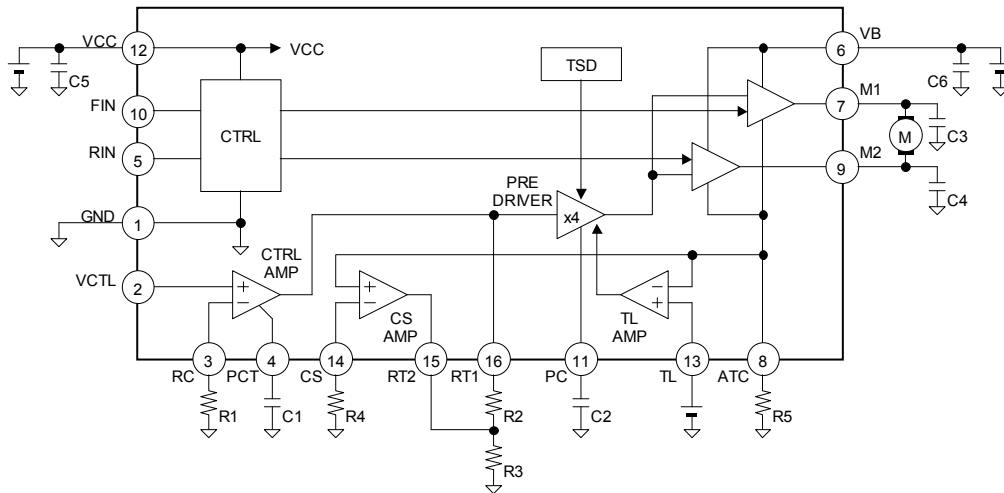 VCC
12
VCC
C5
TSD
VB
6
C6
FIN
10
CTRL
M1
7
M
C3
RIN
5
M2
9
C4
GND
1
PRE
DRIVER
x4
VCTL
2
CTRL
AMP
+
−
+
−
CS
AMP
−
+
TL
AMP
3
4
14
15
16
11
13
8
RC
PCT
CS
RT2
RT1
PC
TL
ATC
R1
C1
R4
R2
C2
R5
R3